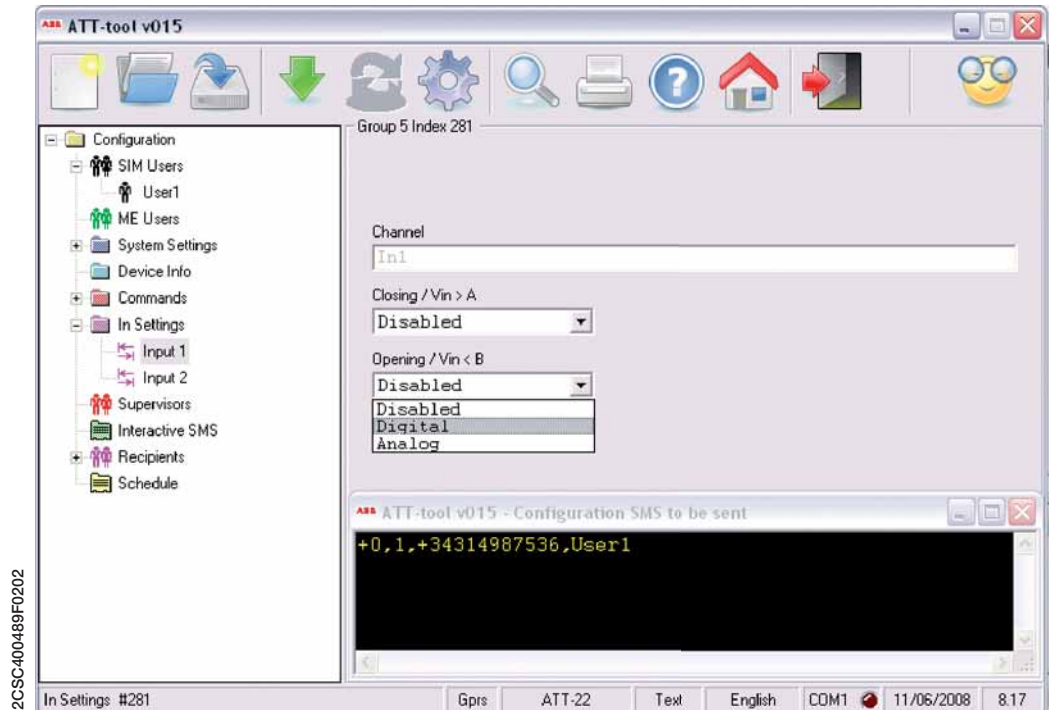 ABB ATT-tool v015
Configuration
SIM Users
User1
ME Users
System Settings
Device Info
Commands
In Settings
Input 1
Input 2
Supervisors
Interactive SMS
Recipients
Schedule
Group 5 Index 281
Channel
In1
Closing / Vin > A
Disabled
Opening / Vin < B
Disabled
Disabled
Digital
Analog
ABB ATT-tool v015 - Configuration SMS to be sent
+0,1,+34314987536,User1
In Settings #281
Gprs
ATT-22
Text
English
COM1
11/06/2008
8.17
2CSC400489F0202